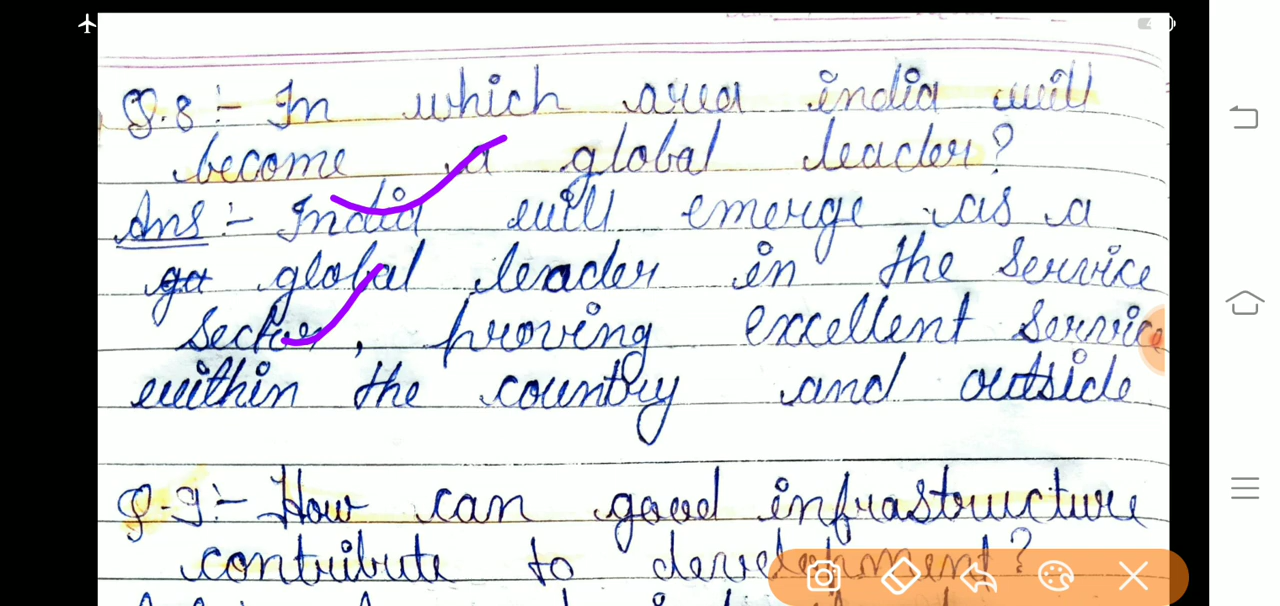 Q.8:- In which area india will
become a global leader?
Ans:- India will emerge as a
global leader in the service
sector, proving excellent service
within the country and outside
Q-9:- How can good infrastructure
contribute to development?